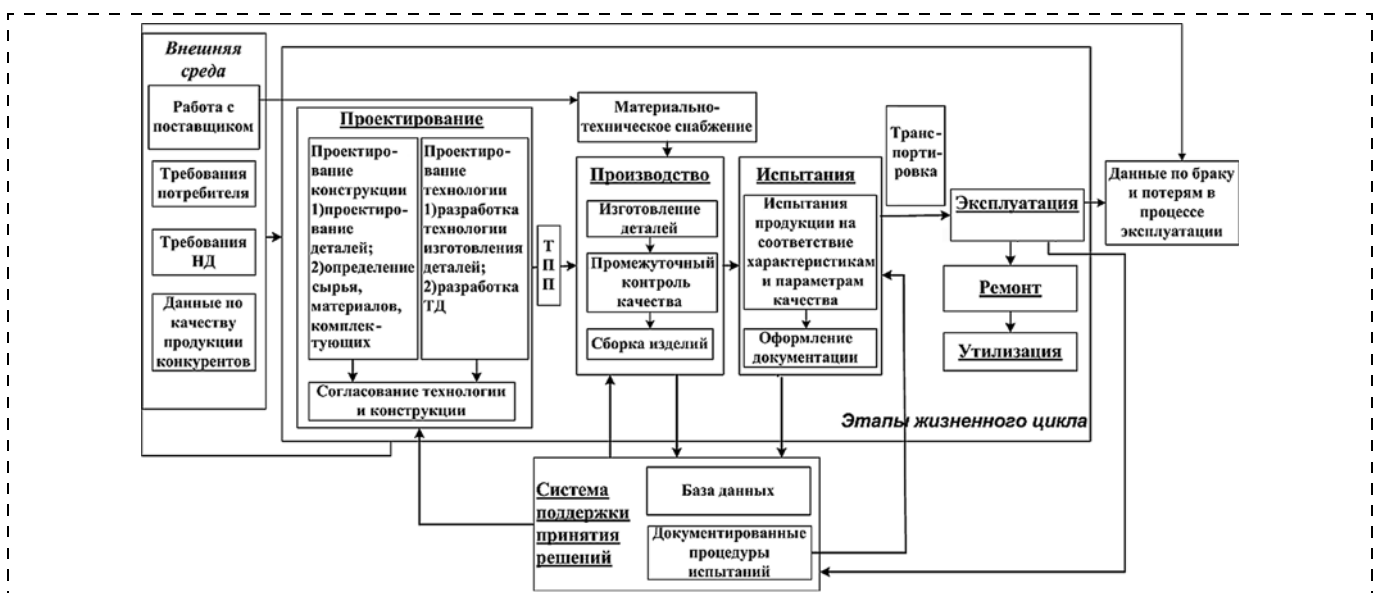 Внешняя
среда
Работа с
поставщиком
Требования
потребителя
Требования
НД
Данные по
качеству
продукции
конкурентов
Проектирование
Проектиро-
вание
конструкции
1)проектиро-
вание
деталей;
2)определение
сырья,
материалов,
комплек-
тующих
Проектиро-
вание
технологии
1)разработка
технологии
изготовления
деталей;
2)разработка
ТД
Согласование технологии
и конструкции
Т
П
П
Материально-
техническое снабжение
Производство
Изготовление
деталей
Промежуточный
контроль
качества
Сборка изделий
Испытания
Испытания
продукции на
соответствие
характеристикам
и параметрам
качества
Оформление
документации
Транс-
порти-
ровка
Эксплуатация
Ремонт
Утилизация
Данные по браку
и потерям в
процессе
эксплуатации
Этапы жизненного цикла
Система
поддержки
принятия
решений
База данных
Документированные
процедуры
испытаний